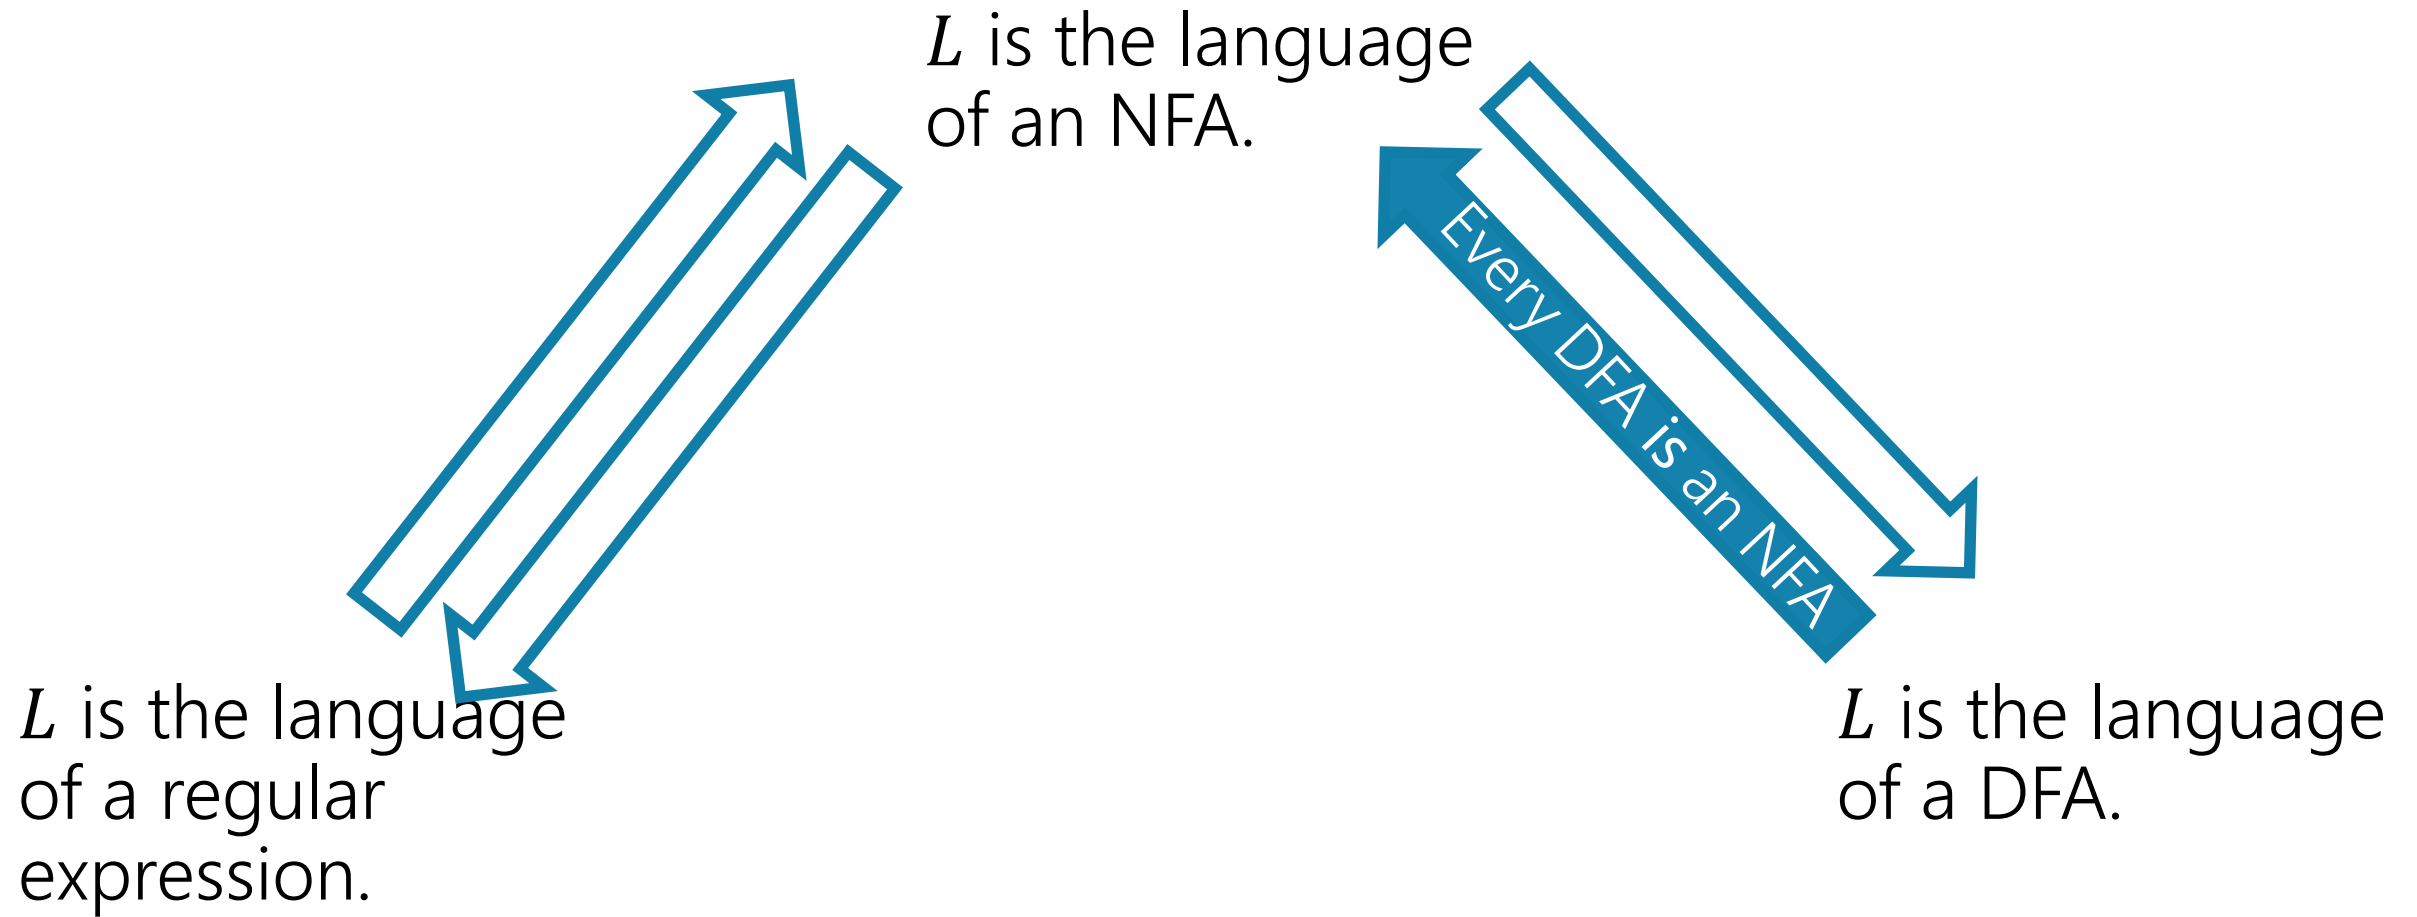 L is the language
of an NFA.
Every DFA is an NFA
L is the language
of a regular
expression.
L is the language
of a DFA.